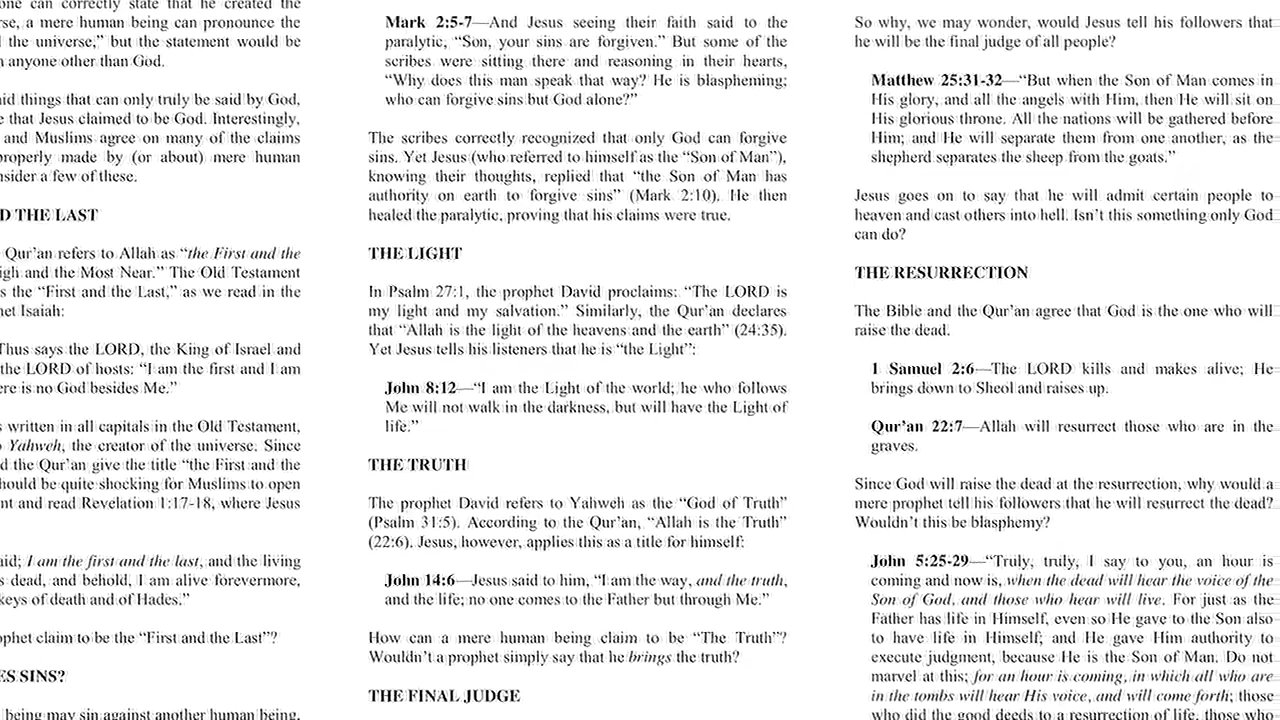 one can correctly state that he created the
se, a mere human being can pronounce the
the universe,” but the statement would be
anyone other than God.
aid things that can only truly be said by God,
e that Jesus claimed to be God. Interestingly,
and Muslims agree on many of the claims
properly made by (or about) mere human
nsider a few of these.
D THE LAST
Qur’an refers to Allah as “the First and the
igh and the Most Near.” The Old Testament
s the “First and the Last,” as we read in the
het Isaiah:
Thus says the LORD, the King of Israel and
the LORD of hosts: “I am the first and I am
ere is no God besides Me.”
s written in all capitals in the Old Testament,
Yahweh, the creator of the universe. Since
d the Qur’an give the title “the First and the
should be quite shocking for Muslims to open
nt and read Revelation 1:17-18, where Jesus
aid; I am the first and the last, and the living
s dead, and behold, I am alive forevermore,
keys of death and of Hades.”
ophet claim to be the “First and the Last”?
ES SINS?
being may sin against another human being.
Mark 2:5-7—And Jesus seeing their faith said to the
paralytic, “Son, your sins are forgiven.” But some of the
scribes were sitting there and reasoning in their hearts,
“Why does this man speak that way? He is blaspheming;
who can forgive sins but God alone?”
The scribes correctly recognized that only God can forgive
sins. Yet Jesus (who referred to himself as the “Son of Man”),
knowing their thoughts, replied that “the Son of Man has
authority on earth to forgive sins” (Mark 2:10). He then
healed the paralytic, proving that his claims were true.
THE LIGHT
In Psalm 27:1, the prophet David proclaims: “The LORD is
my light and my salvation.” Similarly, the Qur’an declares
that “Allah is the light of the heavens and the earth” (24:35).
Yet Jesus tells his listeners that he is “the Light”:
John 8:12—“I am the Light of the world; he who follows
Me will not walk in the darkness, but will have the Light of
life.”
THE TRUTH
The prophet David refers to Yahweh as the “God of Truth”
(Psalm 31:5). According to the Qur’an, “Allah is the Truth”
(22:6). Jesus, however, applies this as a title for himself:
John 14:6—Jesus said to him, “I am the way, and the truth,
and the life; no one comes to the Father but through Me.”
How can a mere human being claim to be “The Truth”?
Wouldn’t a prophet simply say that he brings the truth?
THE FINAL JUDGE
So why, we may wonder, would Jesus tell his followers that
he will be the final judge of all people?
Matthew 25:31-32—“But when the Son of Man comes in
His glory, and all the angels with Him, then He will sit on
His glorious throne. All the nations will be gathered before
Him; and He will separate them from one another, as the
shepherd separates the sheep from the goats.”
Jesus goes on to say that he will admit certain people to
heaven and cast others into hell. Isn’t this something only God
can do?
THE RESURRECTION
The Bible and the Qur’an agree that God is the one who will
raise the dead.
1 Samuel 2:6—The LORD kills and makes alive; He
brings down to Sheol and raises up.
Qur’an 22:7—Allah will resurrect those who are in the
graves.
Since God will raise the dead at the resurrection, why would a
mere prophet tell his followers that he will resurrect the dead?
Wouldn’t this be blasphemy?
John 5:25-29—“Truly, truly, I say to you, an hour is
coming and now is, when the dead will hear the voice of the
Son of God, and those who hear will live. For just as the
Father has life in Himself, even so He gave to the Son also
to have life in Himself; and He gave Him authority to
execute judgment, because He is the Son of Man. Do not
marvel at this; for an hour is coming, in which all who are
in the tombs will hear His voice, and will come forth; those
who did the good deeds to a resurrection of life, those who